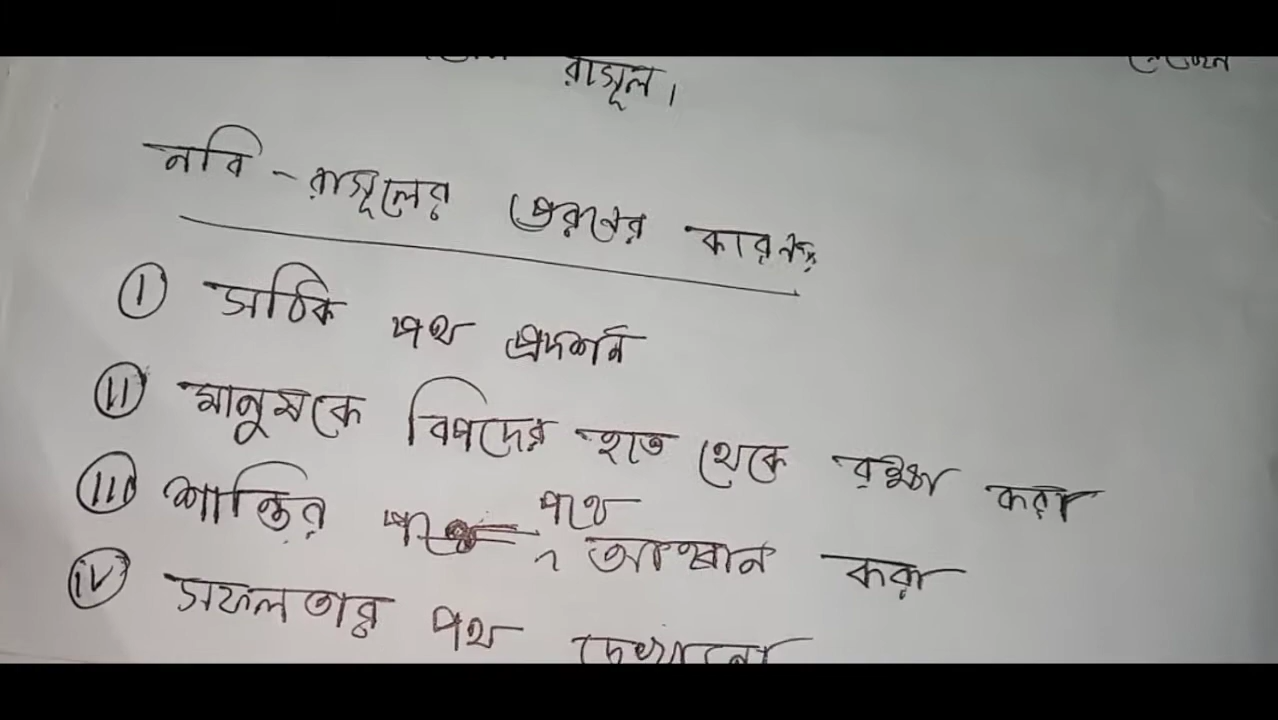 রাসূল।
নবি - রাসূলের প্রেরণের কারণঃ
(I) সঠিক পথ প্রদর্শন
(II) মানুষকে বিপদের হাত থেকে রক্ষা করা
(III) শান্তির পথে আহ্বান করা
(IV) সফলতার পথ দেখানো